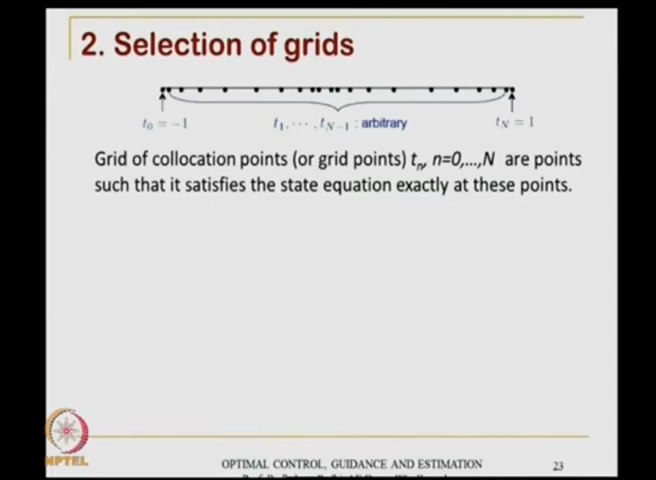 2. Selection of grids
t₀ = −1
t₁, ⋯ , t_{N−1} : arbitrary
t_N = 1
Grid of collocation points (or grid points) tₙ, n=0,...,N are points
such that it satisfies the state equation exactly at these points.
NPTEL
OPTIMAL CONTROL, GUIDANCE AND ESTIMATION
23